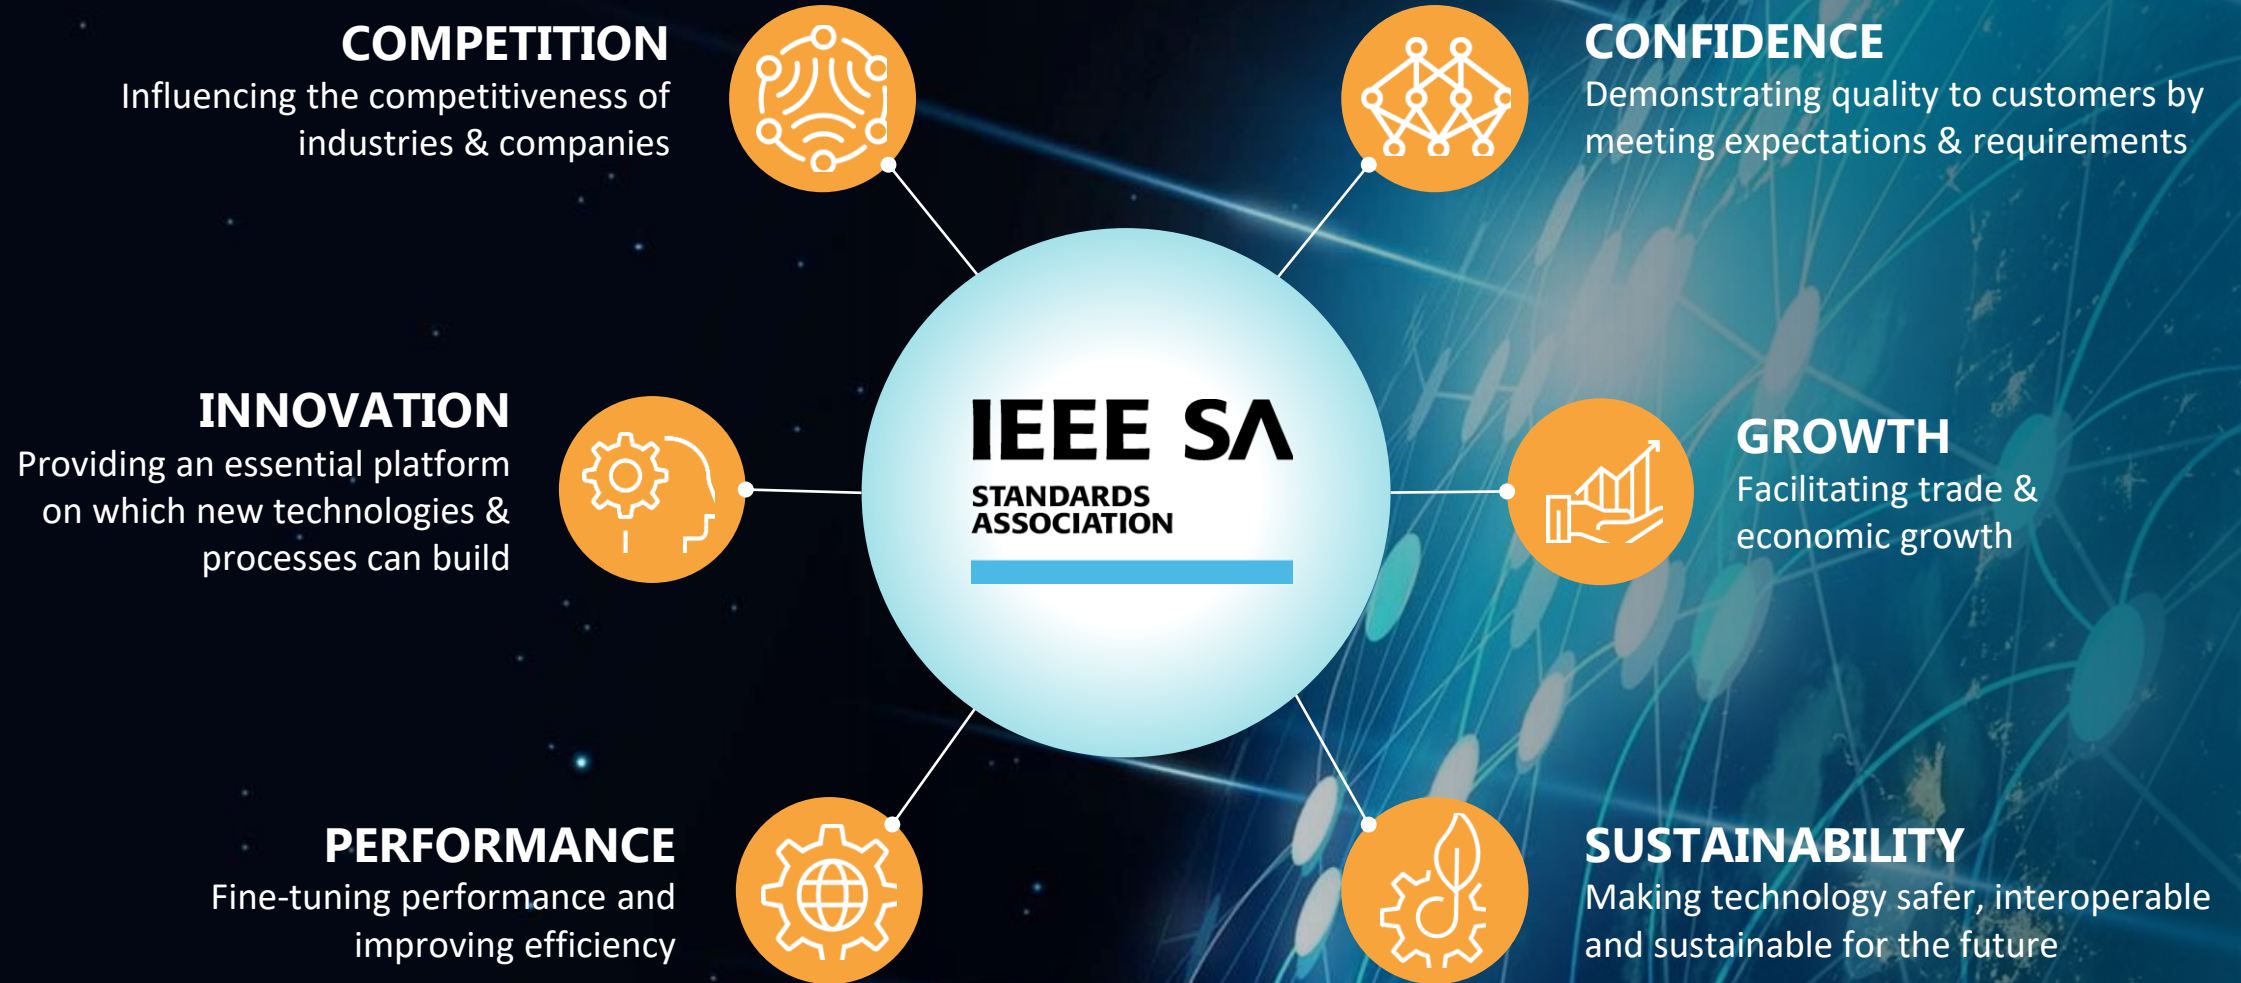 COMPETITION
Influencing the competitiveness of
industries & companies
CONFIDENCE
Demonstrating quality to customers by
meeting expectations & requirements
INNOVATION
Providing an essential platform
on which new technologies &
processes can build
IEEE SA
STANDARDS
ASSOCIATION
GROWTH
Facilitating trade &
economic growth
PERFORMANCE
Fine-tuning performance and
improving efficiency
SUSTAINABILITY
Making technology safer, interoperable
and sustainable for the future